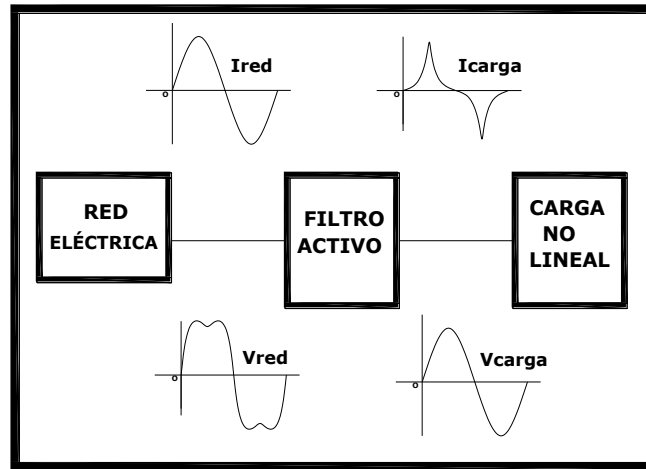 Ired
Icarga
o
o
RED
ELÉCTRICA
FILTRO
ACTIVO
CARGA
NO
LINEAL
Vred
Vcarga
o
o